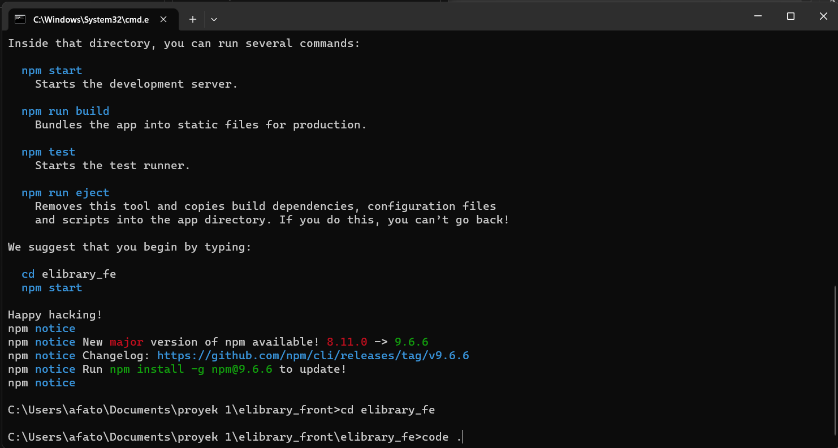 C:\Windows\System32\cmd.e
Inside that directory, you can run several commands:
npm start
Starts the development server.
npm run build
Bundles the app into static files for production.
npm test
Starts the test runner.
npm run eject
Removes this tool and copies build dependencies, configuration files
and scripts into the app directory. If you do this, you can’t go back!
We suggest that you begin by typing:
cd elibrary_fe
npm start
Happy hacking!
npm notice
npm notice New major version of npm available! 8.11.0 -> 9.6.6
npm notice Changelog: https://github.com/npm/cli/releases/tag/v9.6.6
npm notice Run npm install -g npm@9.6.6 to update!
npm notice
C:\Users\afato\Documents\proyek 1\elibrary_front>cd elibrary_fe
C:\Users\afato\Documents\proyek 1\elibrary_front\elibrary_fe>code .